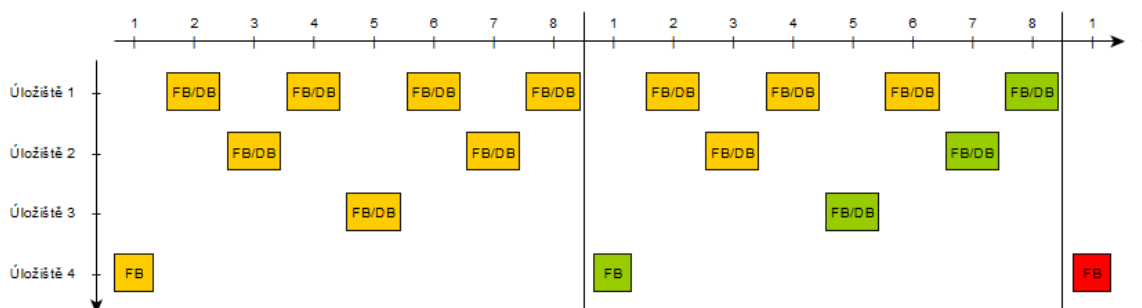 1 2 3 4 5 6 7 8 1 2 3 4 5 6 7 8 1
Úložiště 1 FB/DB FB/DB FB/DB FB/DB FB/DB FB/DB FB/DB FB/DB
Úložiště 2 FB/DB FB/DB FB/DB FB/DB
Úložiště 3 FB/DB FB/DB
Úložiště 4 FB FB FB